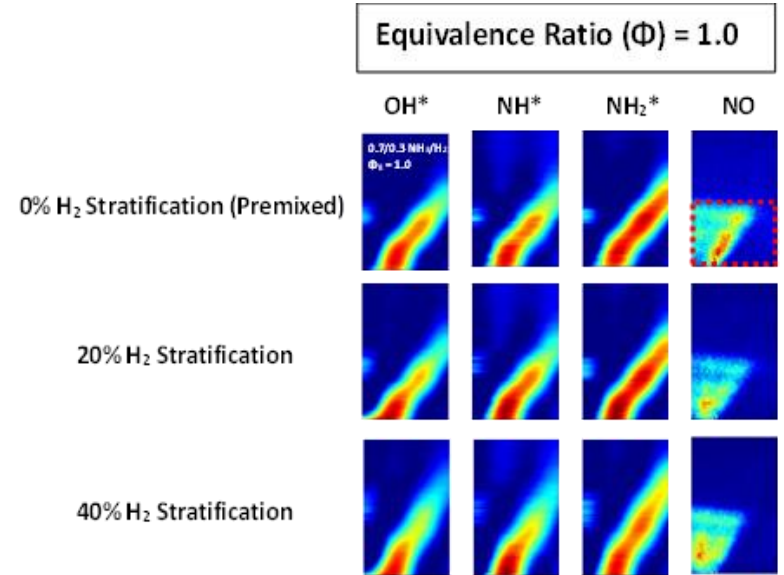 Equivalence Ratio (Φ) = 1.0
OH* NH* NH₂* NO
0.7/0.3 NH₃/H₂
Φ₀ = 1.0
0% H₂ Stratification (Premixed)
20% H₂ Stratification
40% H₂ Stratification